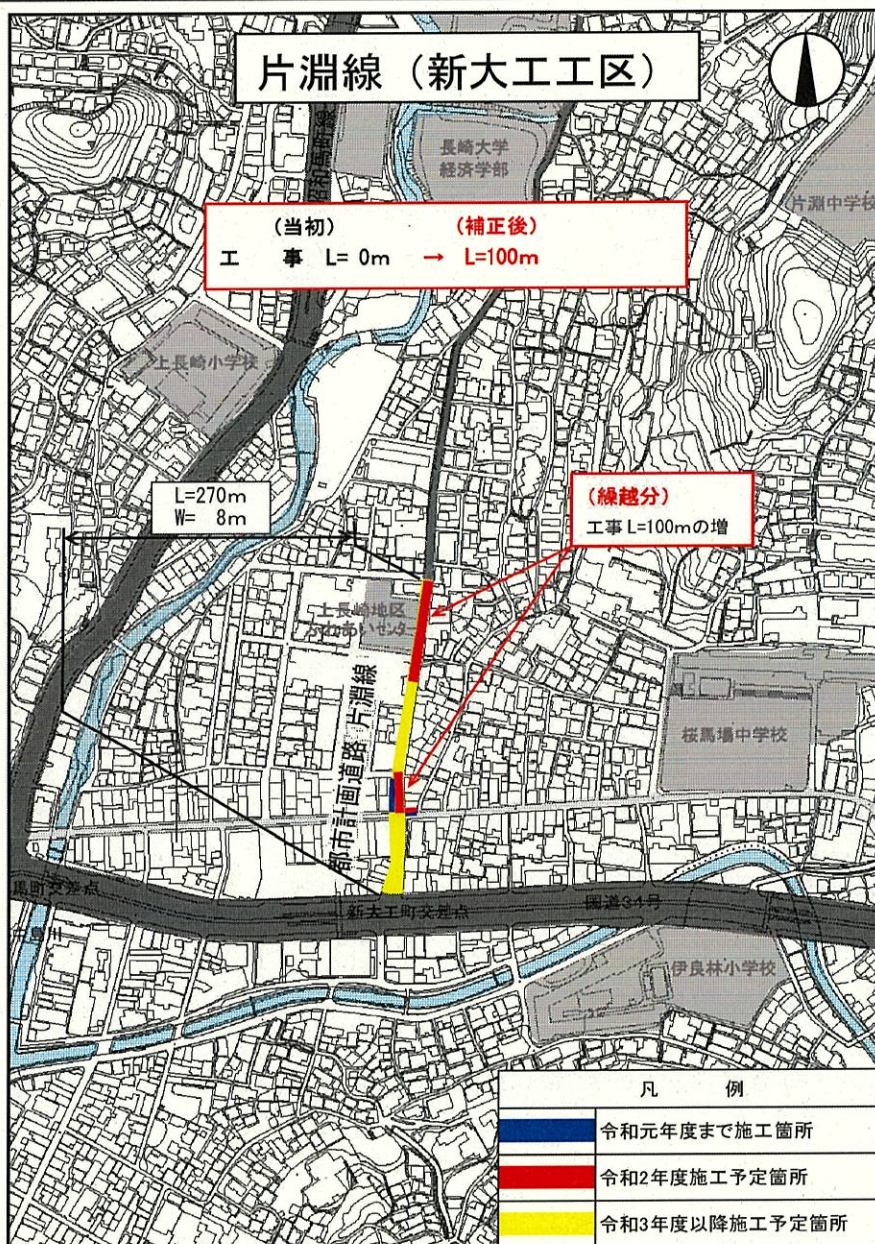 片淵線（新大工工区）
長崎大学
経済学部
片淵中学校
(当初) (補正後)
工 事 L= 0m → L=100m
上長崎小学校
L=270m
W= 8m
(繰越分)
工事L=100mの増
上長崎地区
ふれあいセンター
都市計画道路 片淵線
桜馬場中学校
馬町交差点
新大工町交差点
国道34号
伊良林小学校
凡 例
令和元年度まで施工箇所
令和2年度施工予定箇所
令和3年度以降施工予定箇所